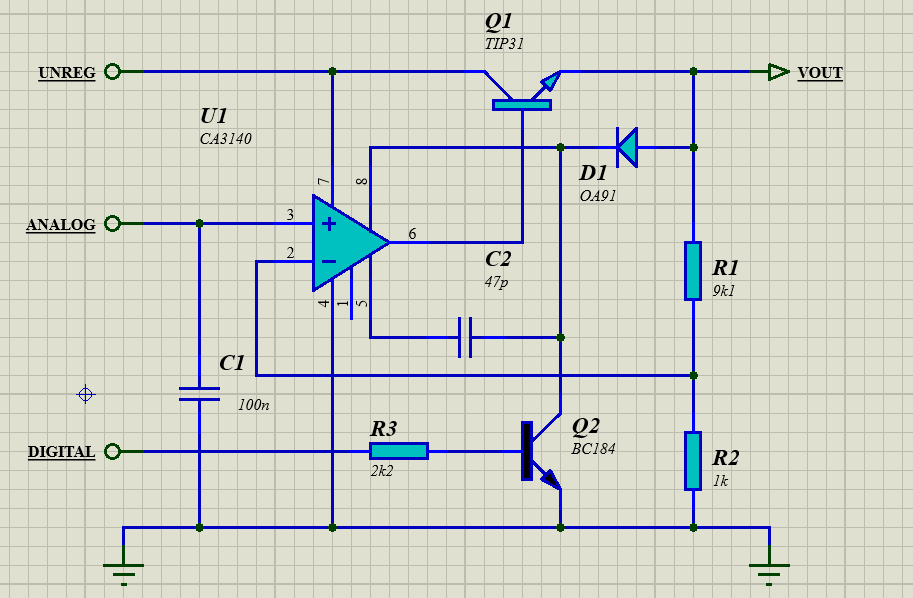 Q1
TIP31
UNREG
VOUT
U1
CA3140
7
8
D1
OA91
ANALOG
3
+
6
2
−
C2
47p
R1
9k1
4
1
5
C1
100n
R3
2k2
Q2
BC184
DIGITAL
R2
1k